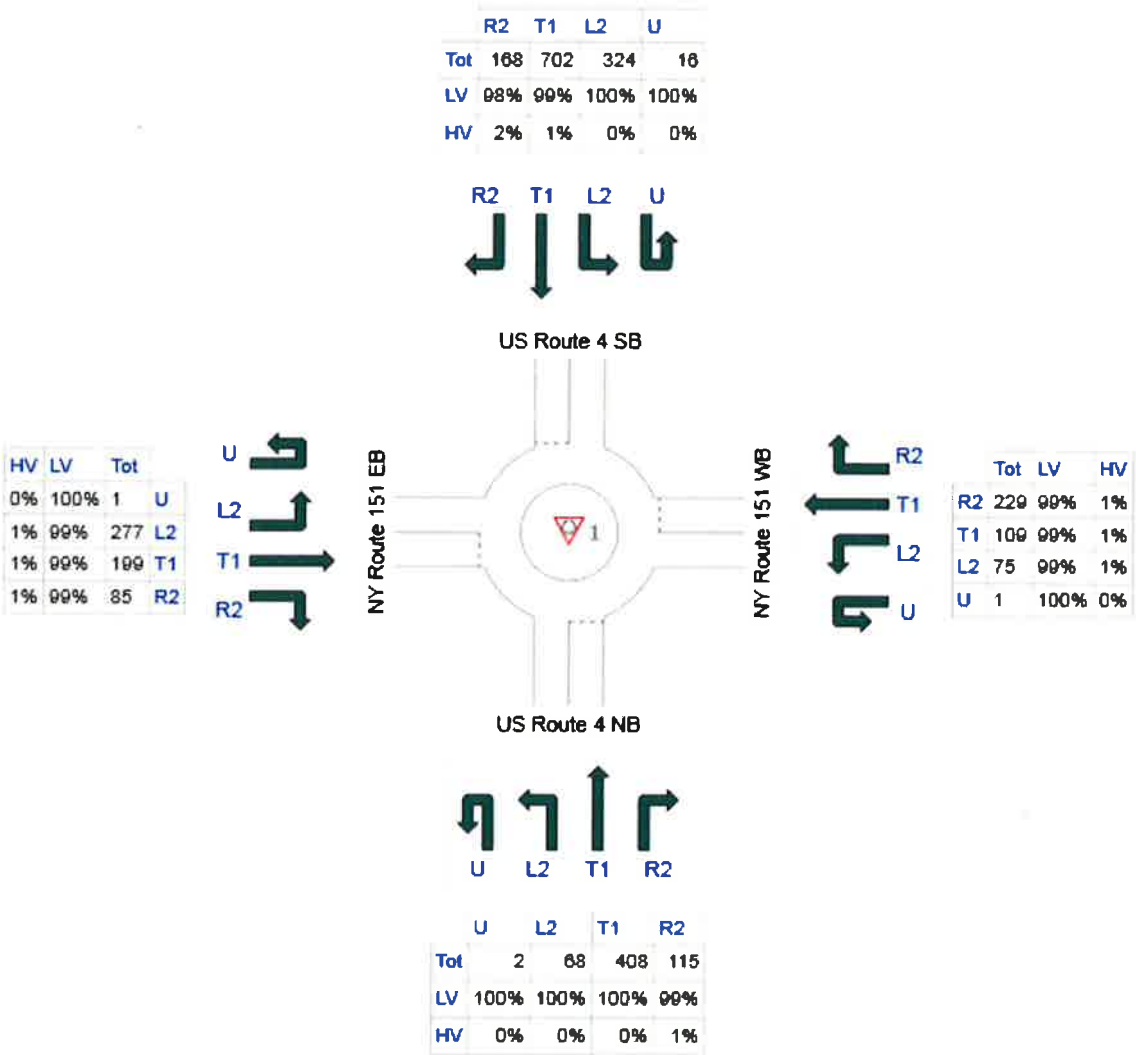 R2 T1 L2 U
Tot 168 702 324 16
LV 98% 99% 100% 100%
HV 2% 1% 0% 0%
R2 T1 L2 U
US Route 4 SB
HV LV Tot
0% 100% 1 U
1% 99% 277 L2
1% 99% 199 T1
1% 99% 85 R2
U
L2
T1
R2
NY Route 151 EB
1
NY Route 151 WB
R2
T1
L2
U
Tot LV HV
R2 229 99% 1%
T1 109 99% 1%
L2 75 99% 1%
U 1 100% 0%
US Route 4 NB
U L2 T1 R2
U L2 T1 R2
Tot 2 68 408 115
LV 100% 100% 100% 99%
HV 0% 0% 0% 1%